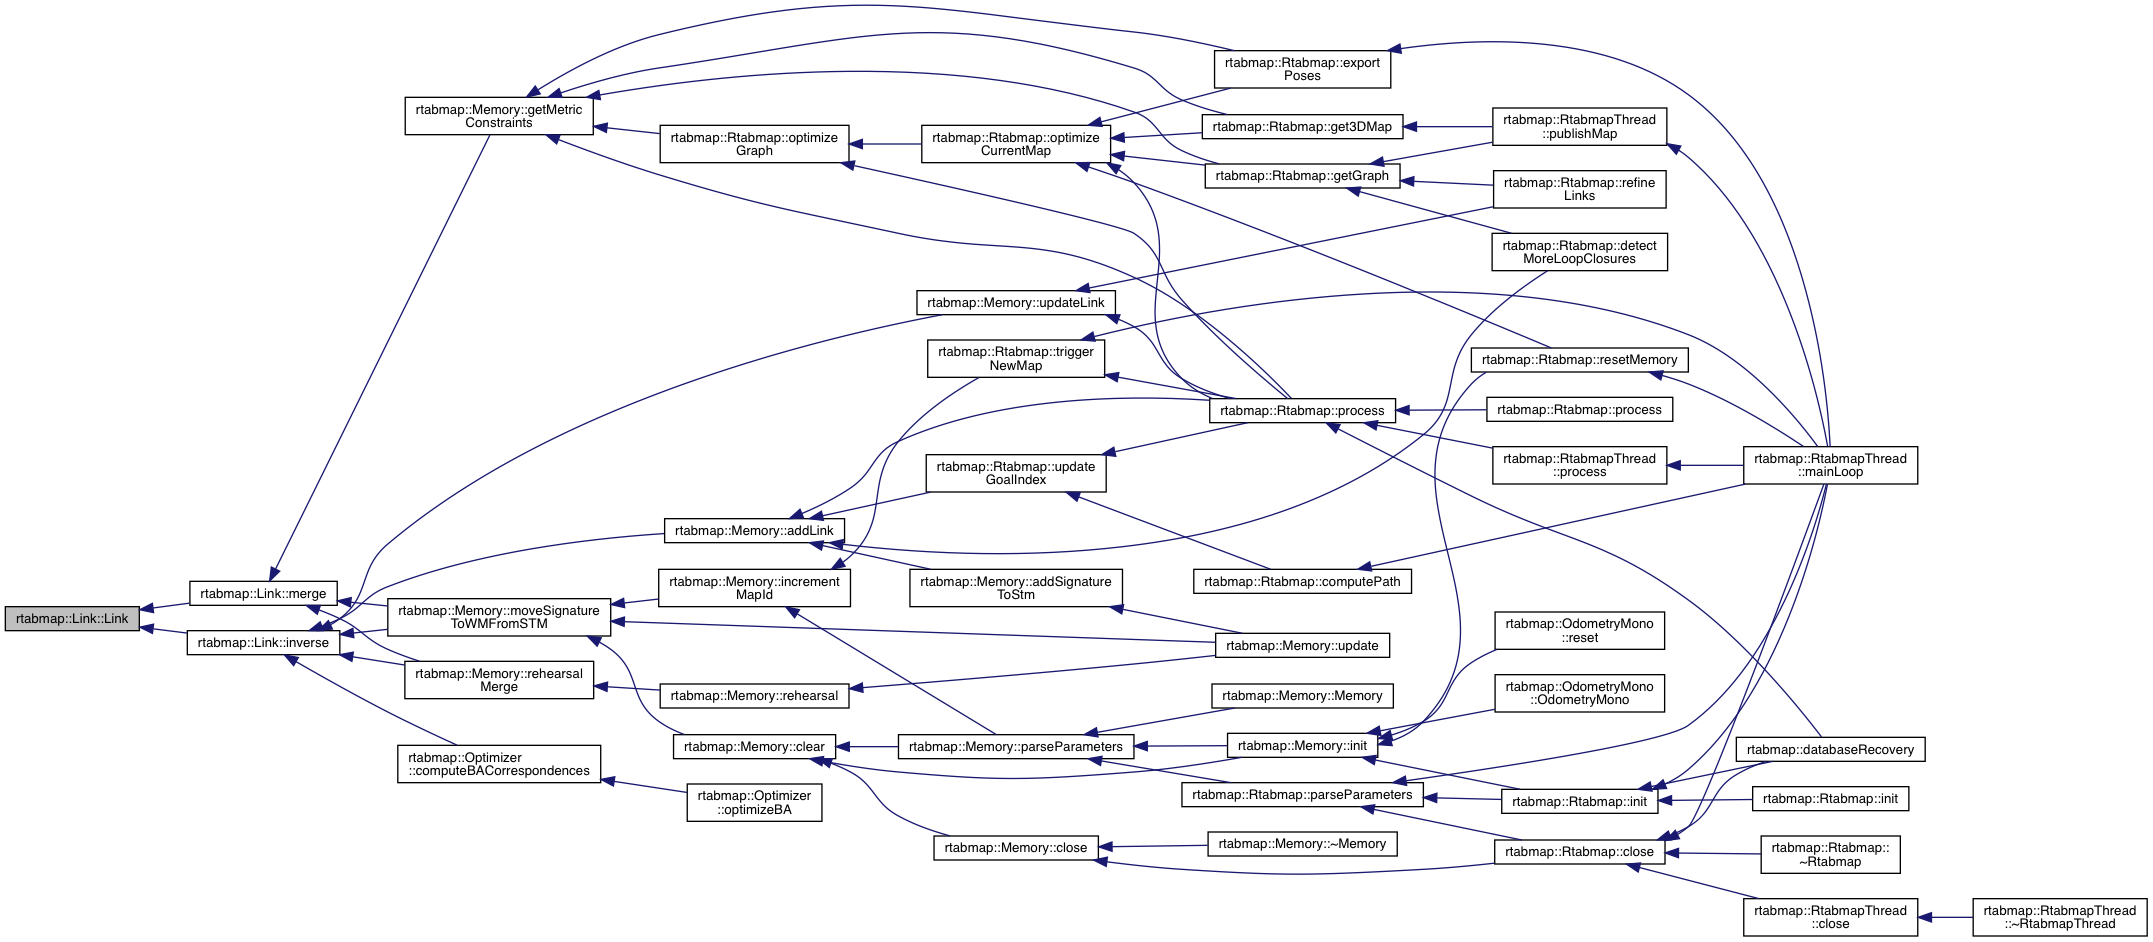 rtabmap::Link::Link
rtabmap::Link::merge
rtabmap::Link::inverse
rtabmap::Memory::getMetric
Constraints
rtabmap::Memory::moveSignature
ToWMFromSTM
rtabmap::Memory::rehearsal
Merge
rtabmap::Optimizer
::computeBACorrespondences
rtabmap::Rtabmap::optimize
Graph
rtabmap::Memory::addLink
rtabmap::Memory::increment
MapId
rtabmap::Memory::rehearsal
rtabmap::Memory::clear
rtabmap::Optimizer
::optimizeBA
rtabmap::Rtabmap::optimize
CurrentMap
rtabmap::Memory::updateLink
rtabmap::Rtabmap::trigger
NewMap
rtabmap::Rtabmap::update
GoalIndex
rtabmap::Memory::addSignature
ToStm
rtabmap::Memory::parseParameters
rtabmap::Memory::close
rtabmap::Rtabmap::export
Poses
rtabmap::Rtabmap::get3DMap
rtabmap::Rtabmap::getGraph
rtabmap::Rtabmap::process
rtabmap::Rtabmap::computePath
rtabmap::Memory::update
rtabmap::Memory::Memory
rtabmap::Memory::init
rtabmap::Rtabmap::parseParameters
rtabmap::Memory::~Memory
rtabmap::RtabmapThread
::publishMap
rtabmap::Rtabmap::refine
Links
rtabmap::Rtabmap::detect
MoreLoopClosures
rtabmap::Rtabmap::resetMemory
rtabmap::Rtabmap::process
rtabmap::RtabmapThread
::process
rtabmap::OdometryMono
::reset
rtabmap::OdometryMono
::OdometryMono
rtabmap::Rtabmap::init
rtabmap::Rtabmap::close
rtabmap::RtabmapThread
::mainLoop
rtabmap::databaseRecovery
rtabmap::Rtabmap::init
rtabmap::Rtabmap::
~Rtabmap
rtabmap::RtabmapThread
::close
rtabmap::RtabmapThread
::~RtabmapThread